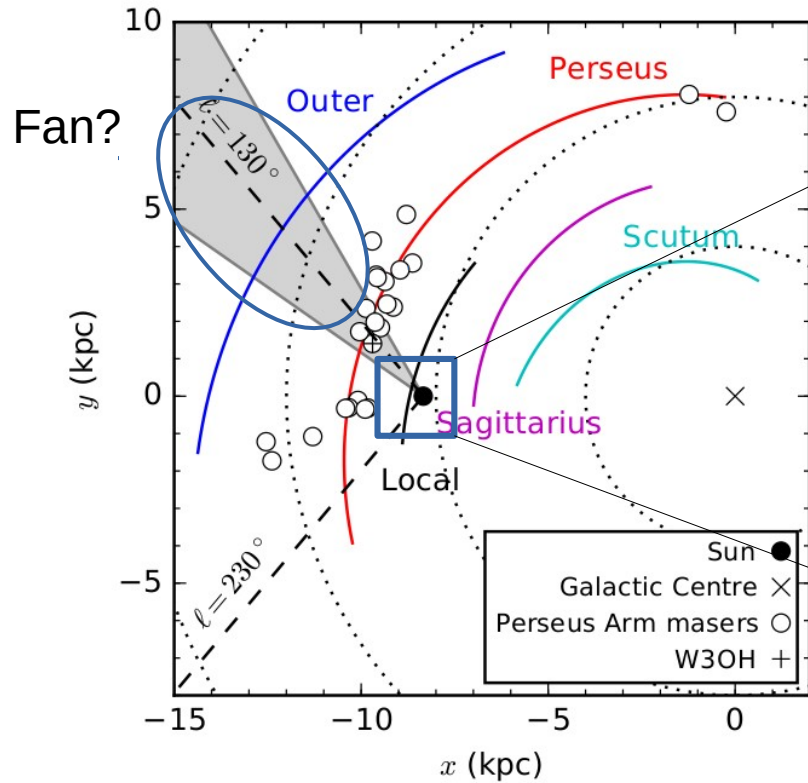 10
Fan?
Outer
Perseus
ℓ = 130°
5
Scutum
y (kpc)
0
Sagittarius
Local
ℓ = 230°
−5
Sun
Galactic Centre
Perseus Arm masers
W3OH
−15
−10
−5
0
x (kpc)